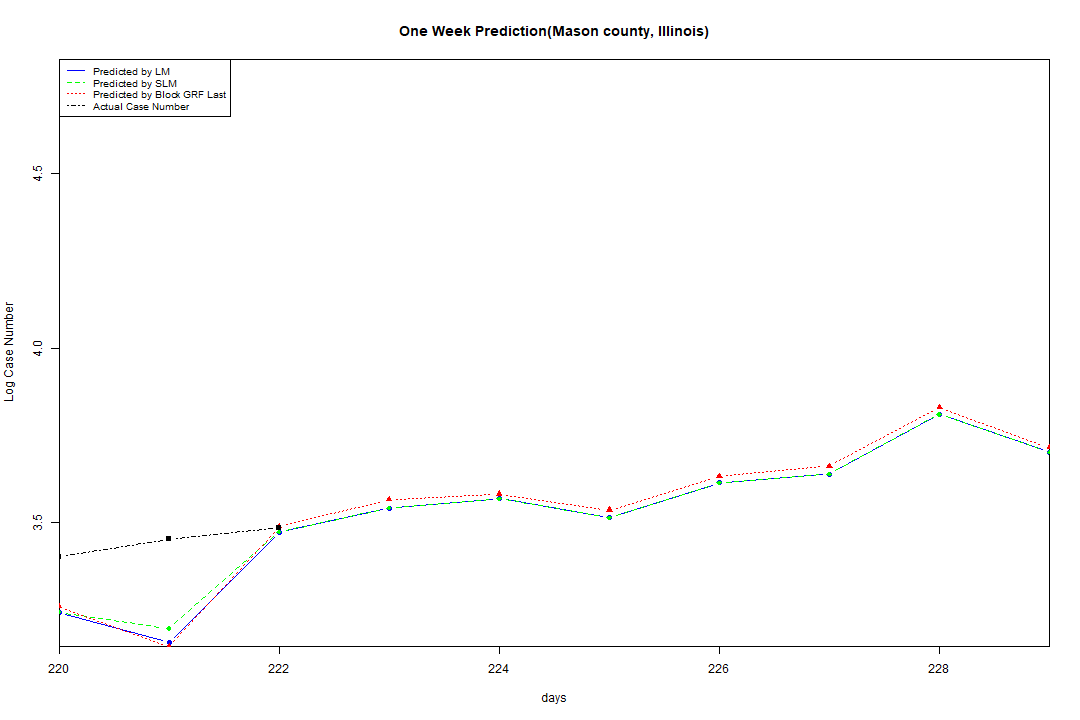 One Week Prediction(Mason county, Illinois)
Predicted by LM
Predicted by SLM
Predicted by Block GRF Last
Actual Case Number
4.5
4.0
3.5
Log Case Number
220 222 224 226 228
days